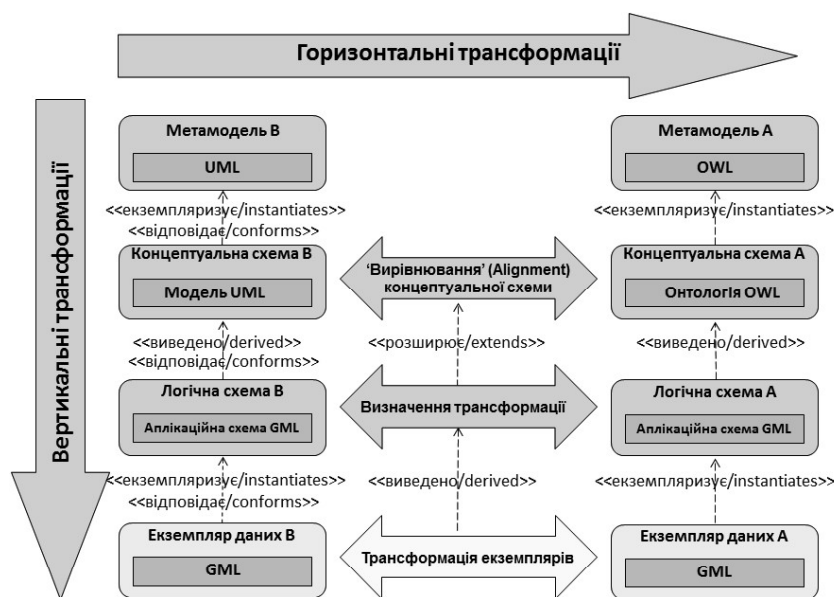 Горизонтальні трансформації
Вертикальні трансформації
Метамодель В
UML
Метамодель А
OWL
<<екземпляризує/instantiates>>
<<відповідає/conforms>>
<<екземпляризує/instantiates>>
Концептуальна схема В
Модель UML
‘Вирівнювання’ (Alignment)
концептуальної схеми
Концептуальна схема А
Онтологія OWL
<<виведено/derived>>
<<відповідає/conforms>>
<<розширює/extends>>
<<виведено/derived>>
Логічна схема В
Аплікаційна схема GML
Визначення трансформації
Логічна схема А
Аплікаційна схема GML
<<екземпляризує/instantiates>>
<<відповідає/conforms>>
<<виведено/derived>>
<<екземпляризує/instantiates>>
Екземпляр даних В
GML
Трансформація екземплярів
Екземпляр даних А
GML